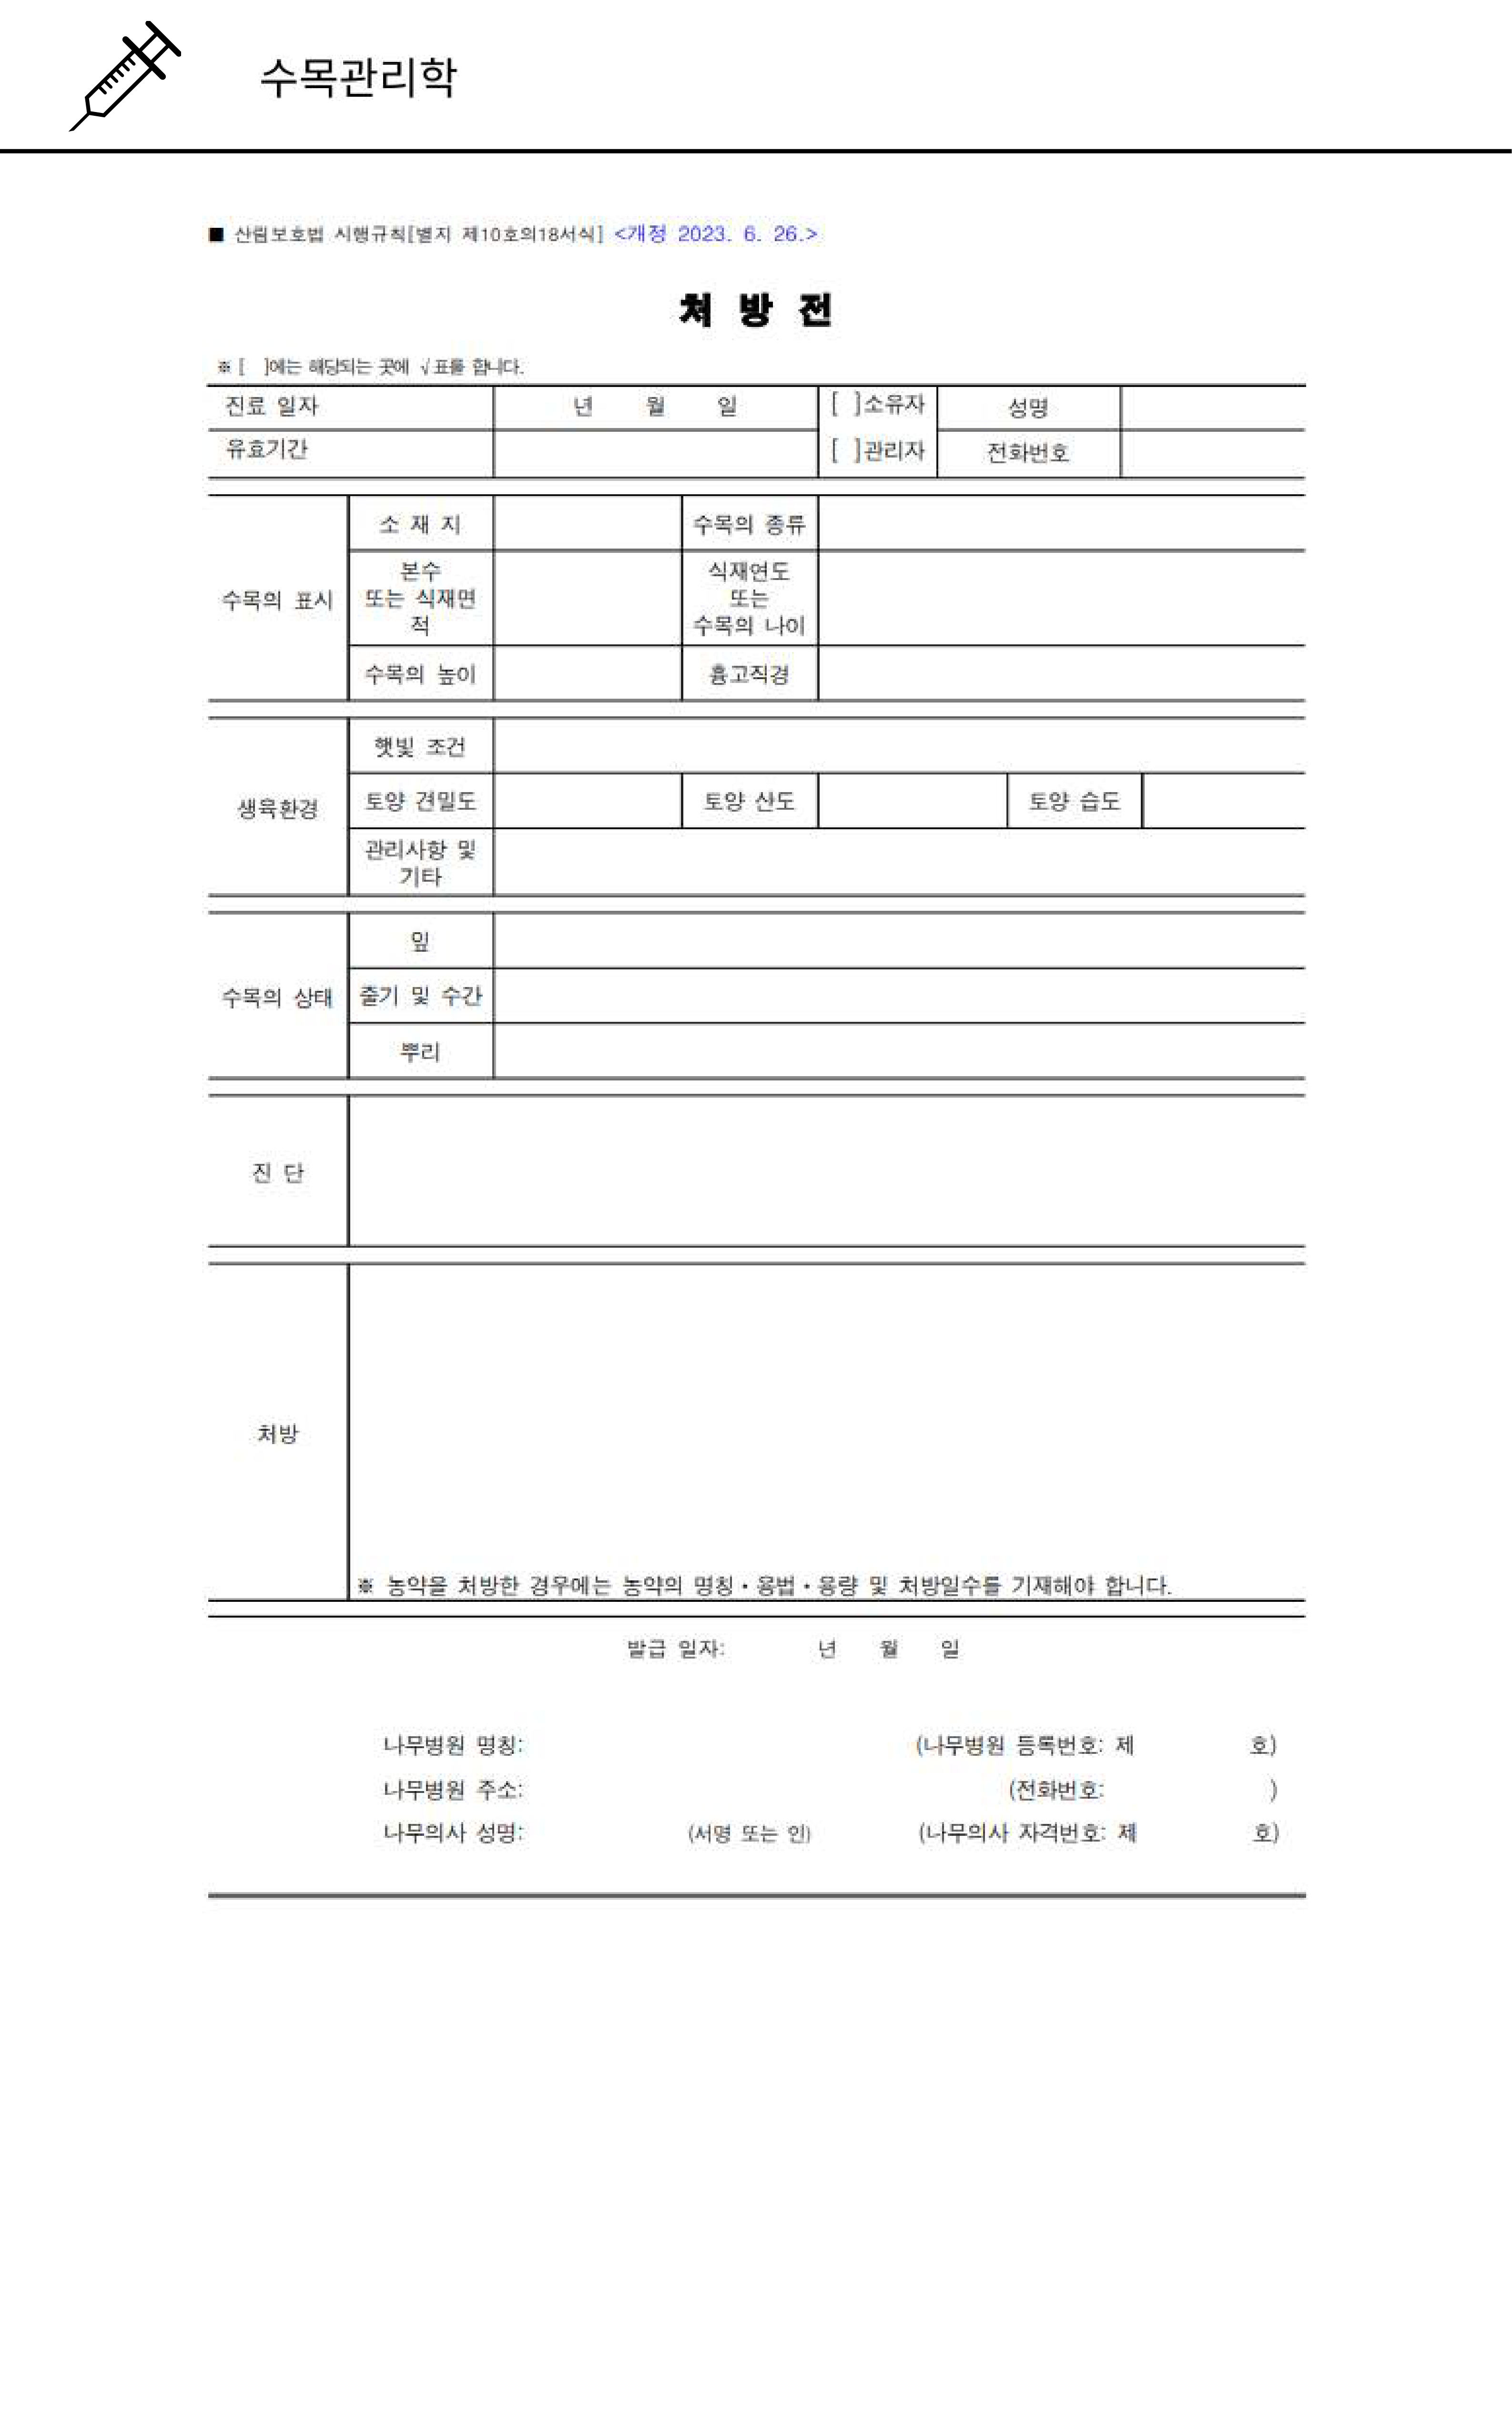 수목관리학
■ 산림보호법 시행규칙[별지 제10호의18서식] <개정 2023. 6. 26.>
처 방 전
※ [ ]에는 해당되는 곳에 √표를 합니다.
진료 일자 년 월 일 [ ]소유자 성명
유효기간 [ ]관리자 전화번호
수목의 표시
소 재 지 수목의 종류
본수
또는 식재면
적
식재연도
또는
수목의 나이
수목의 높이 흉고직경
생육환경
햇빛 조건
토양 견밀도 토양 산도 토양 습도
관리사항 및
기타
수목의 상태
잎
줄기 및 수간
뿌리
진 단
처방
※ 농약을 처방한 경우에는 농약의 명칭·용법·용량 및 처방일수를 기재해야 합니다.
발급 일자: 년 월 일
나무병원 명칭: (나무병원 등록번호: 제 호)
나무병원 주소: (전화번호: )
나무의사 성명: (서명 또는 인) (나무의사 자격번호: 제 호)